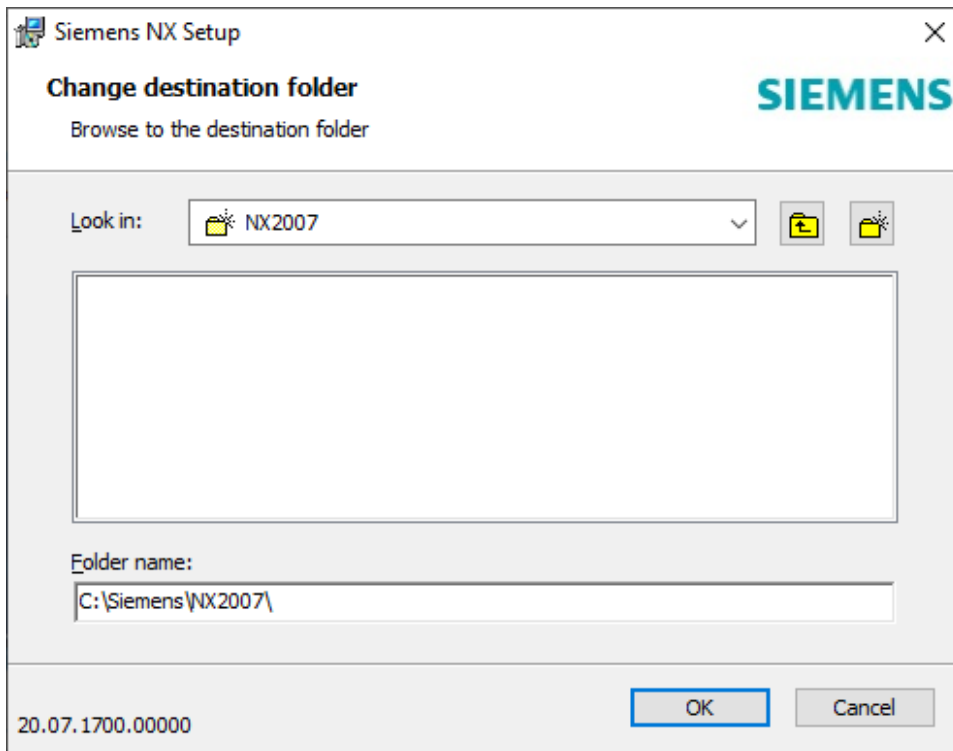 Siemens NX Setup
Change destination folder
SIEMENS
Browse to the destination folder
Look in:
NX2007
Folder name:
C:\Siemens\NX2007\
20.07.1700.00000
OK
Cancel